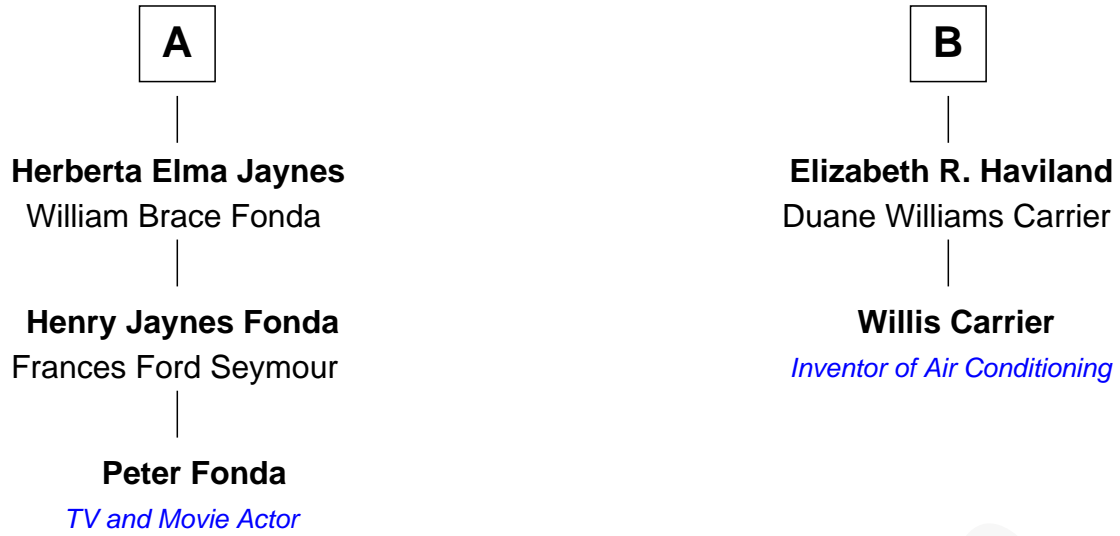 A
Herberta Elma Jaynes
William Brace Fonda
Henry Jaynes Fonda
Frances Ford Seymour
Peter Fonda
TV and Movie Actor
B
Elizabeth R. Haviland
Duane Williams Carrier
Willis Carrier
Inventor of Air Conditioning